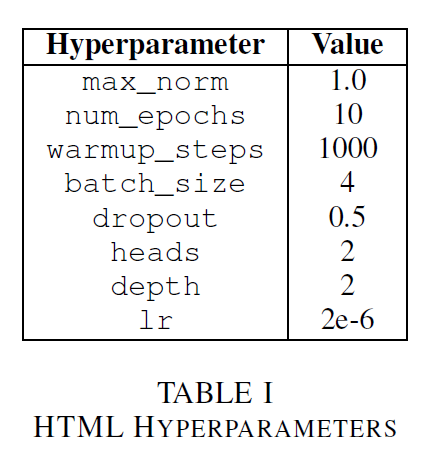 Hyperparameter Value
max_norm 1.0
num_epochs 10
warmup_steps 1000
batch_size 4
dropout 0.5
heads 2
depth 2
lr 2e-6
TABLE I
HTML HYPERPARAMETERS